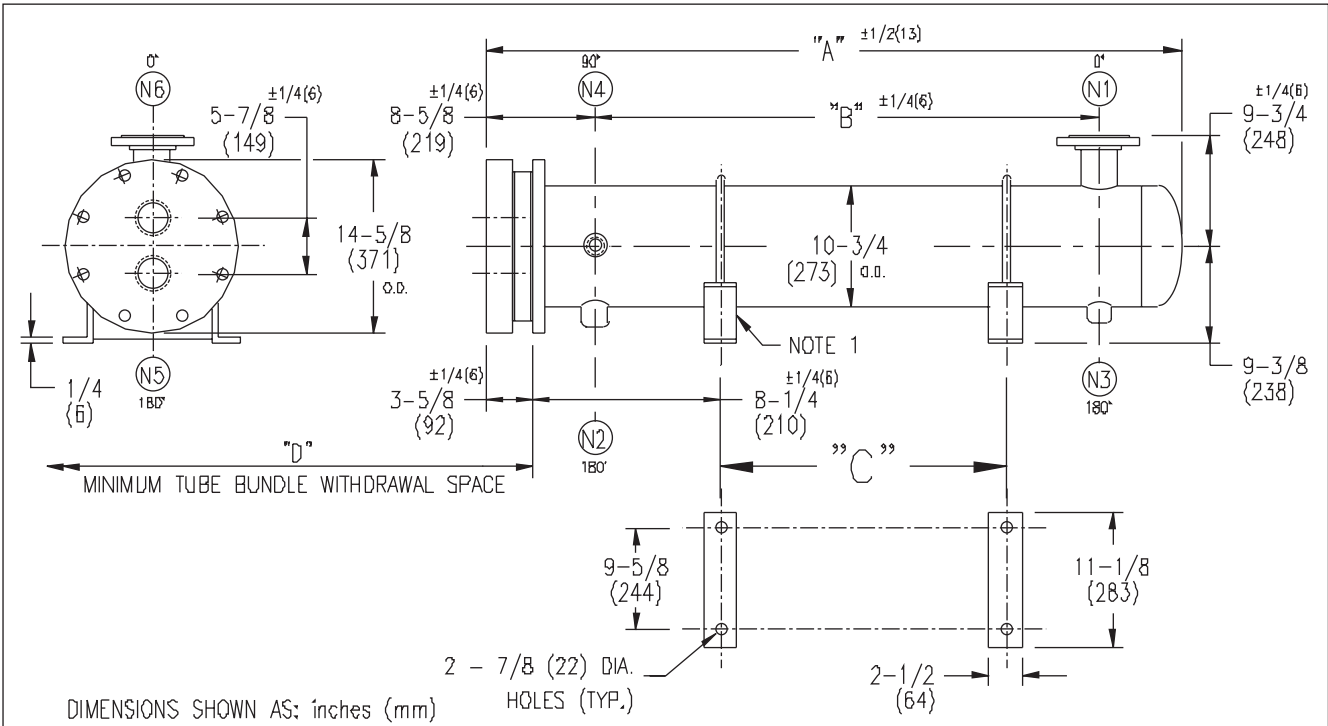 "A" ±1/2(13)
0°
N6
±1/4(6)
5-7/8
(149)
±1/4(6)
8-5/8
(219)
90°
N4
"B" ±1/4(6)
0°
N1
±1/4(6)
9-3/4
(248)
14-5/8
(371)
O.D.
10-3/4
(273) O.D.
NOTE 1
1/4
(6)
N5
180°
±1/4(6)
3-5/8
(92)
N2
180°
±1/4(6)
8-1/4
(210)
N3
180°
9-3/8
(238)
"D"
MINIMUM TUBE BUNDLE WITHDRAWAL SPACE
"C"
9-5/8
(244)
11-1/8
(283)
2 - 7/8 (22) DIA.
HOLES (TYP.)
2-1/2
(64)
DIMENSIONS SHOWN AS: inches (mm)